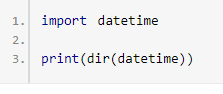 1. import datetime
2.
3. print(dir(datetime))